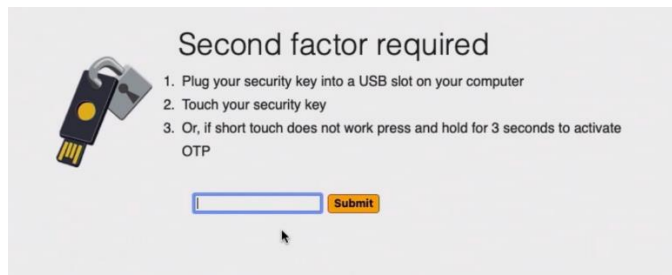 Second factor required
1. Plug your security key into a USB slot on your computer
2. Touch your security key
3. Or, if short touch does not work press and hold for 3 seconds to activate
OTP
Submit